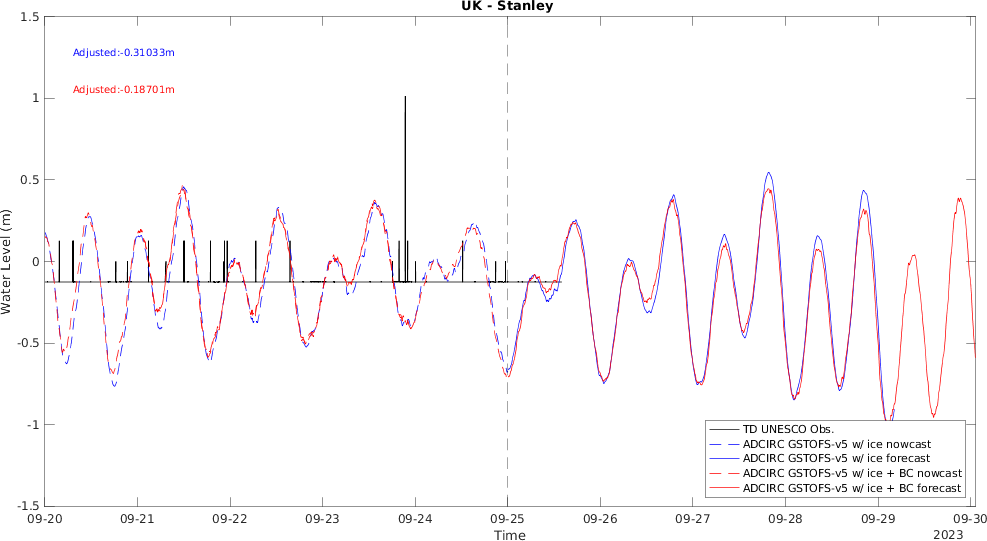 UK - Stanley
Adjusted:-0.31033m
Adjusted:-0.18701m
Water Level (m)
1.5
1
0.5
0
-0.5
-1
-1.5
TD UNESCO Obs.
ADCIRC GSTOFS-v5 w/ ice nowcast
ADCIRC GSTOFS-v5 w/ ice forecast
ADCIRC GSTOFS-v5 w/ ice + BC nowcast
ADCIRC GSTOFS-v5 w/ ice + BC forecast
09-20 09-21 09-22 09-23 09-24 09-25 09-26 09-27 09-28 09-29 09-30
Time
2023